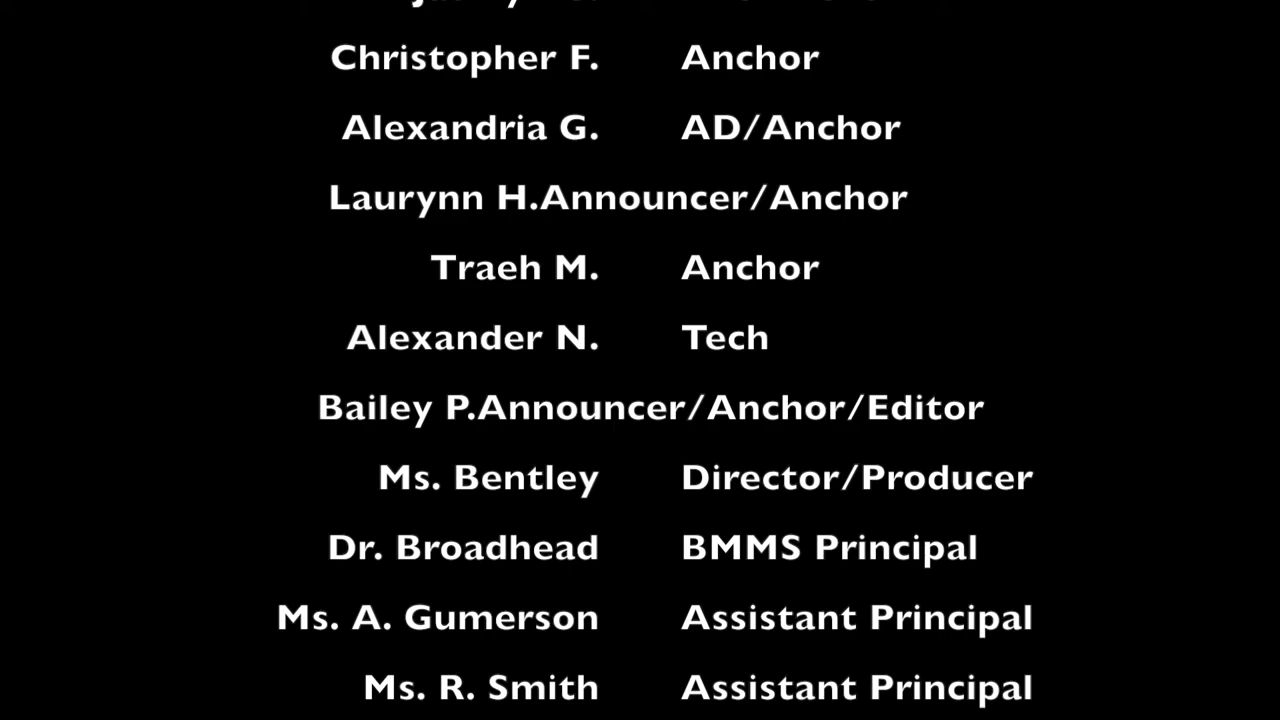 Christopher F. Anchor
Alexandria G. AD/Anchor
Laurynn H.Announcer/Anchor
Traeh M. Anchor
Alexander N. Tech
Bailey P.Announcer/Anchor/Editor
Ms. Bentley Director/Producer
Dr. Broadhead BMMS Principal
Ms. A. Gumerson Assistant Principal
Ms. R. Smith Assistant Principal